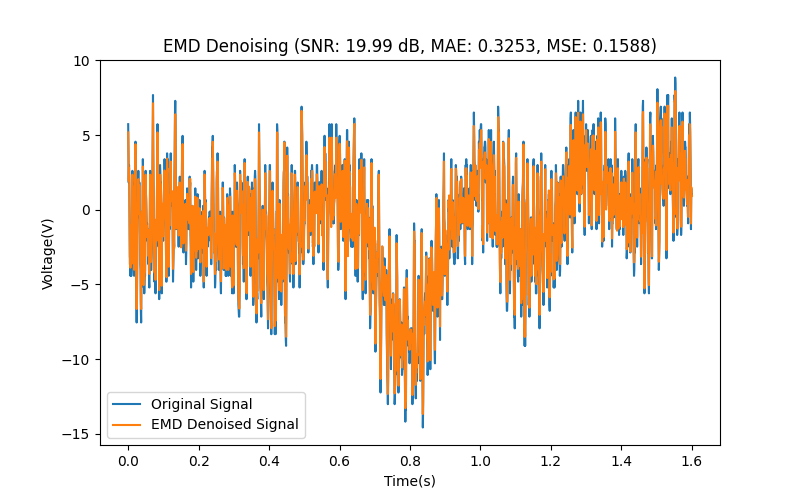 EMD Denoising (SNR: 19.99 dB, MAE: 0.3253, MSE: 0.1588)
10
5
0
−5
−10
−15
Voltage(V)
Original Signal
EMD Denoised Signal
0.0 0.2 0.4 0.6 0.8 1.0 1.2 1.4 1.6
Time(s)